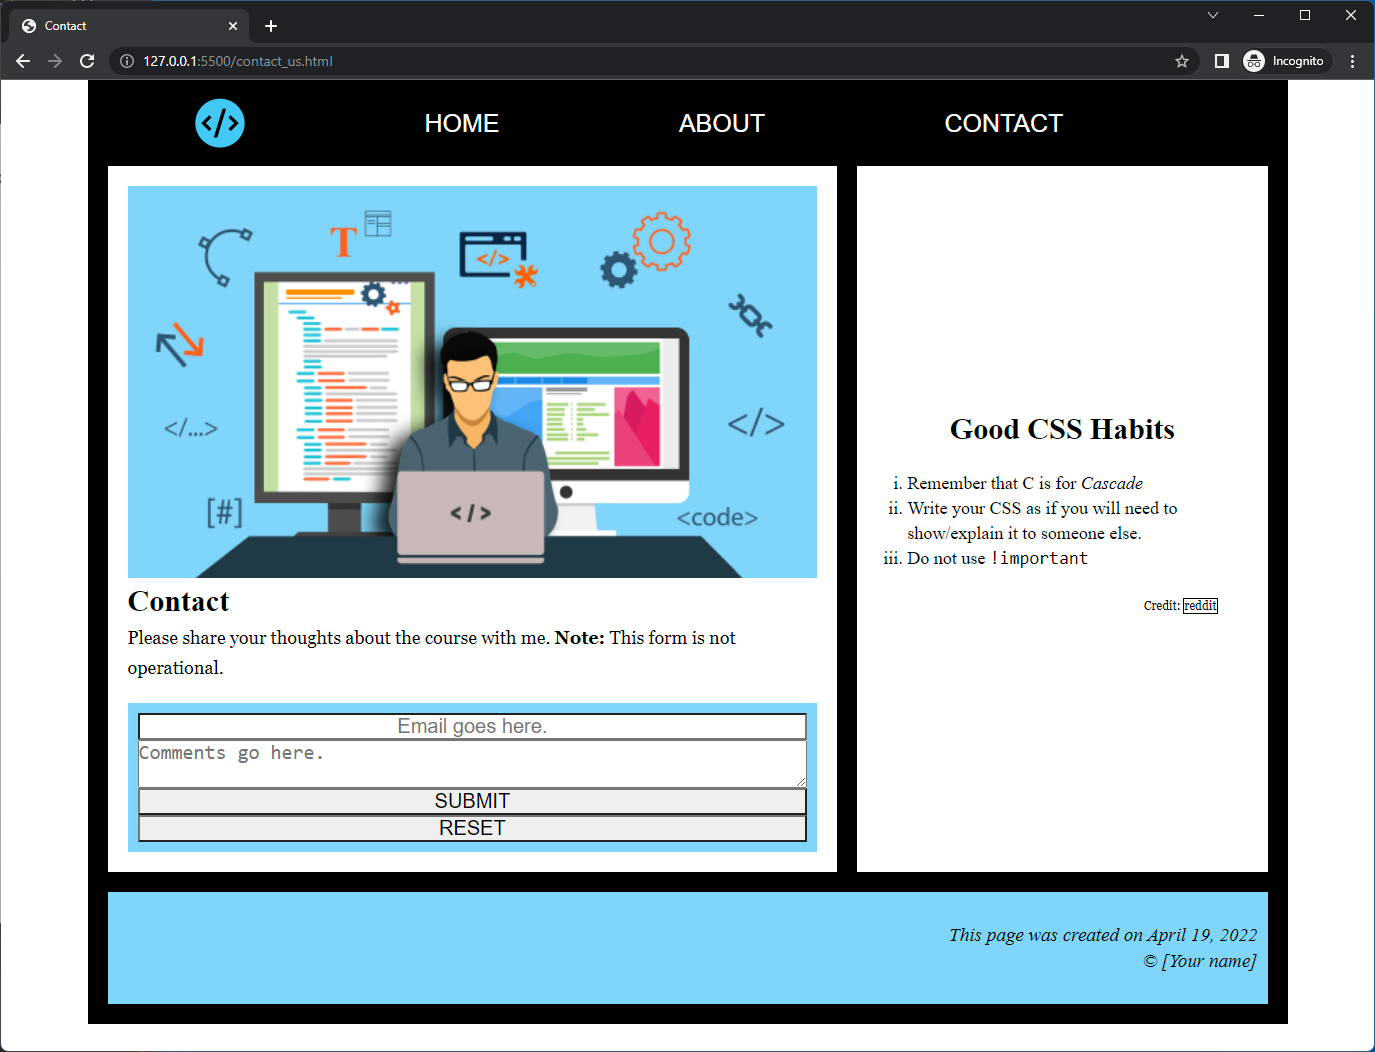 Contact
127.0.0.1:5500/contact_us.html
Incognito
</>
HOME
ABOUT
CONTACT
T
</>
</...>
</>
[#]
</>
<code>
Contact
Please share your thoughts about the course with me. Note: This form is not
operational.
Email goes here.
Comments go here.
SUBMIT
RESET
Good CSS Habits
i. Remember that C is for Cascade
ii. Write your CSS as if you will need to
show/explain it to someone else.
iii. Do not use !important
Credit: reddit
This page was created on April 19, 2022
© [Your name]